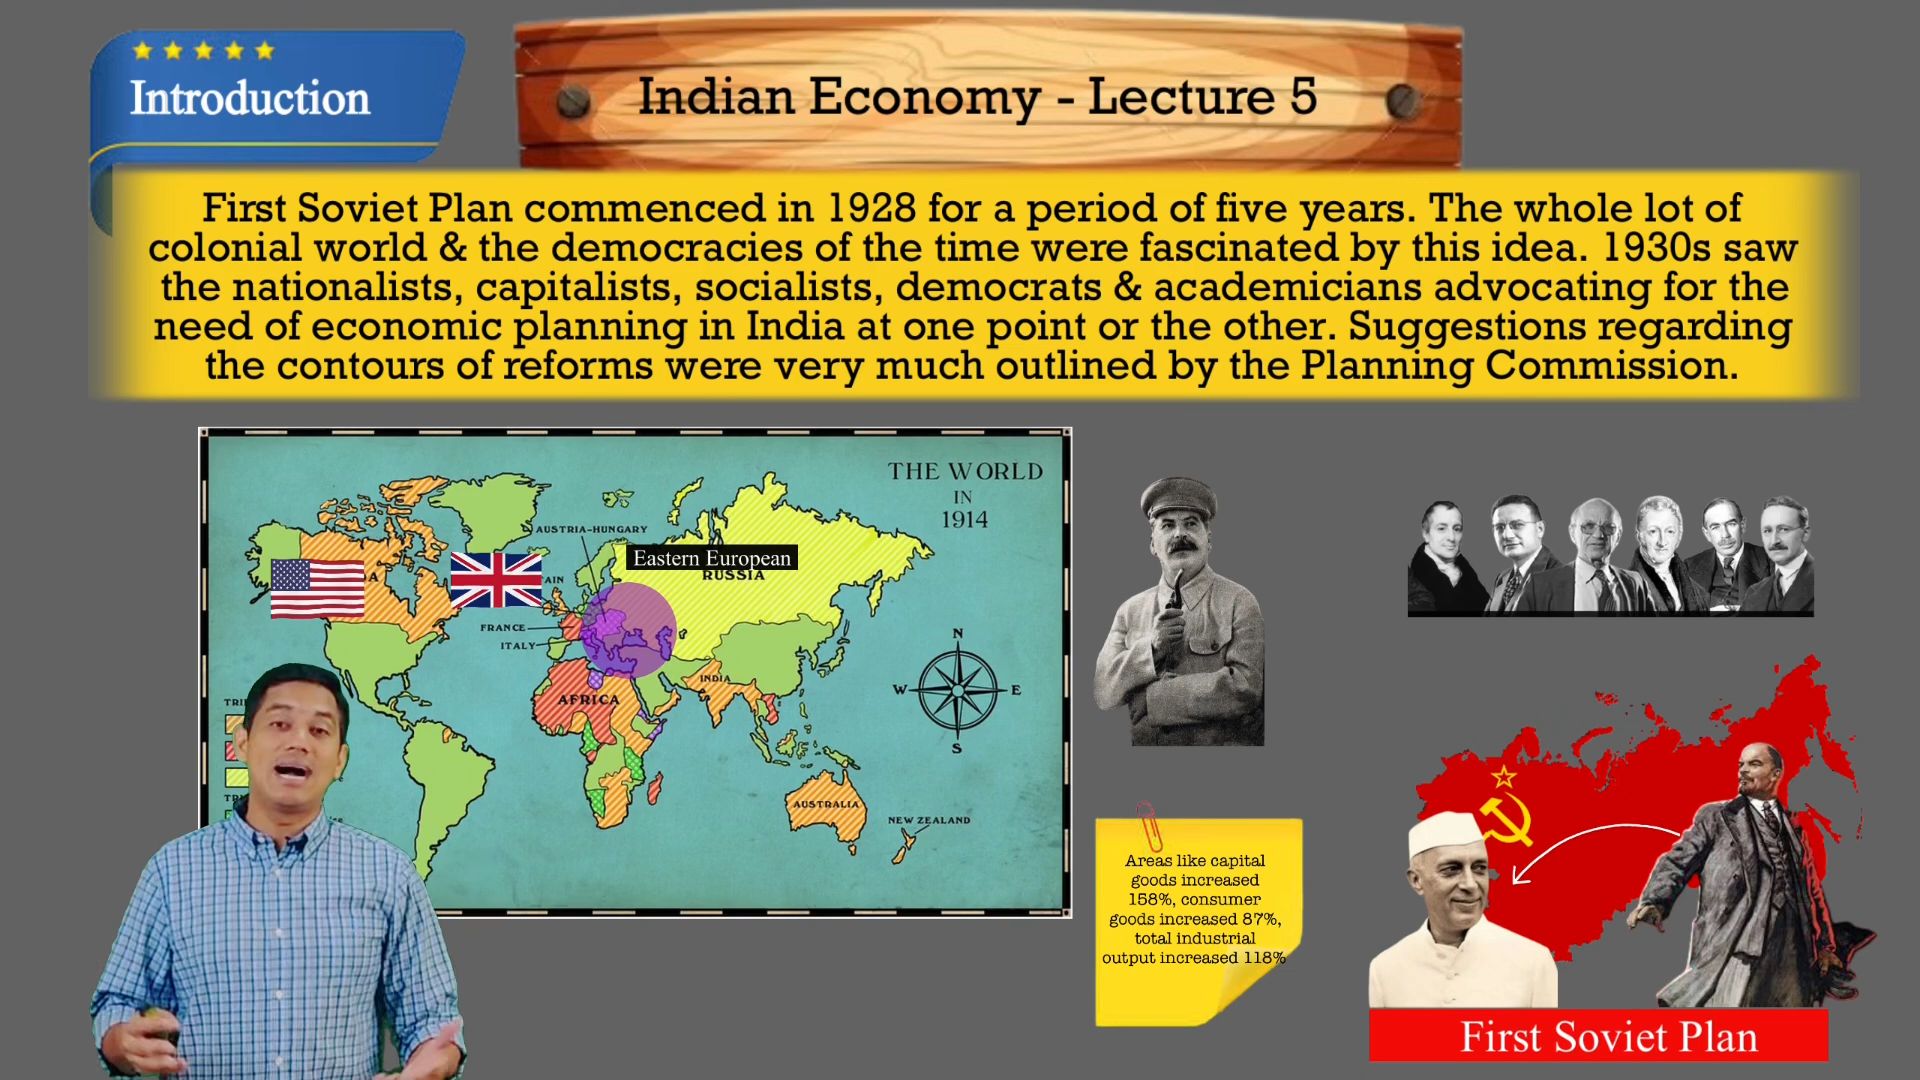 Introduction
Indian Economy - Lecture 5
First Soviet Plan commenced in 1928 for a period of five years. The whole lot of
colonial world & the democracies of the time were fascinated by this idea. 1930s saw
the nationalists, capitalists, socialists, democrats & academicians advocating for the
need of economic planning in India at one point or the other. Suggestions regarding
the contours of reforms were very much outlined by the Planning Commission.
THE WORLD
IN
1914
AUSTRIA-HUNGARY
Eastern European
RUSSIA
FRANCE
ITALY
INDIA
AFRICA
N
W
E
S
AUSTRALIA
NEW ZEALAND
Areas like capital
goods increased
158%, consumer
goods increased 87%,
total industrial
output increased 118%
First Soviet Plan